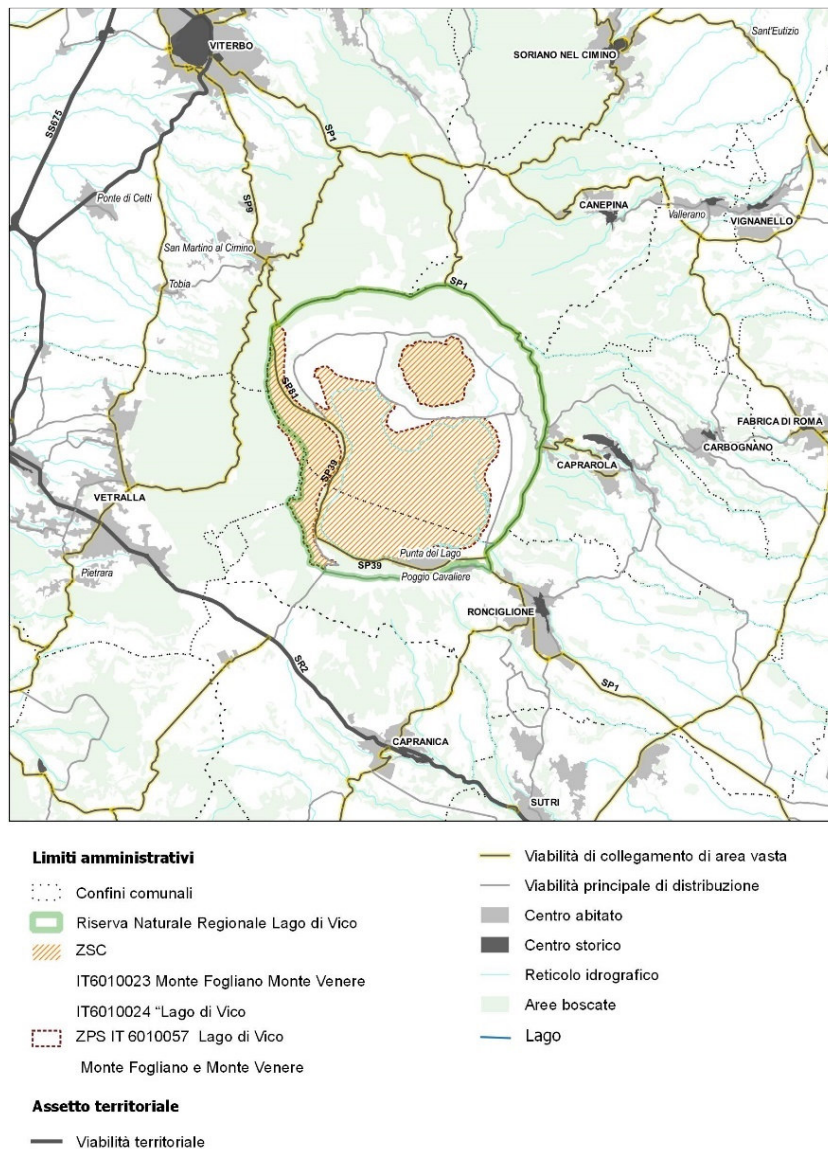 VITERBO
SORIANO NEL CIMINO
Sant'Eutizio
SS675
SP1
Ponte di Cetti
SP9
CANEPINA
Vallerano
VIGNANELLO
San Martino al Cimino
Tobia
SP1
SP81
FABRICA DI ROMA
CARBOGNANO
CAPRAROLA
SP39
VETRALLA
Punta del Lago
SP39
Poggio Cavaliere
Pietrara
RONCIGLIONE
SR2
SP1
CAPRANICA
SUTRI
Limiti amministrativi
Confini comunali
Riserva Naturale Regionale Lago di Vico
ZSC
IT6010023 Monte Fogliano Monte Venere
IT6010024 “Lago di Vico
ZPS IT 6010057 Lago di Vico
Monte Fogliano e Monte Venere
Assetto territoriale
Viabilità territoriale
Viabilità di collegamento di area vasta
Viabilità principale di distribuzione
Centro abitato
Centro storico
Reticolo idrografico
Aree boscate
Lago